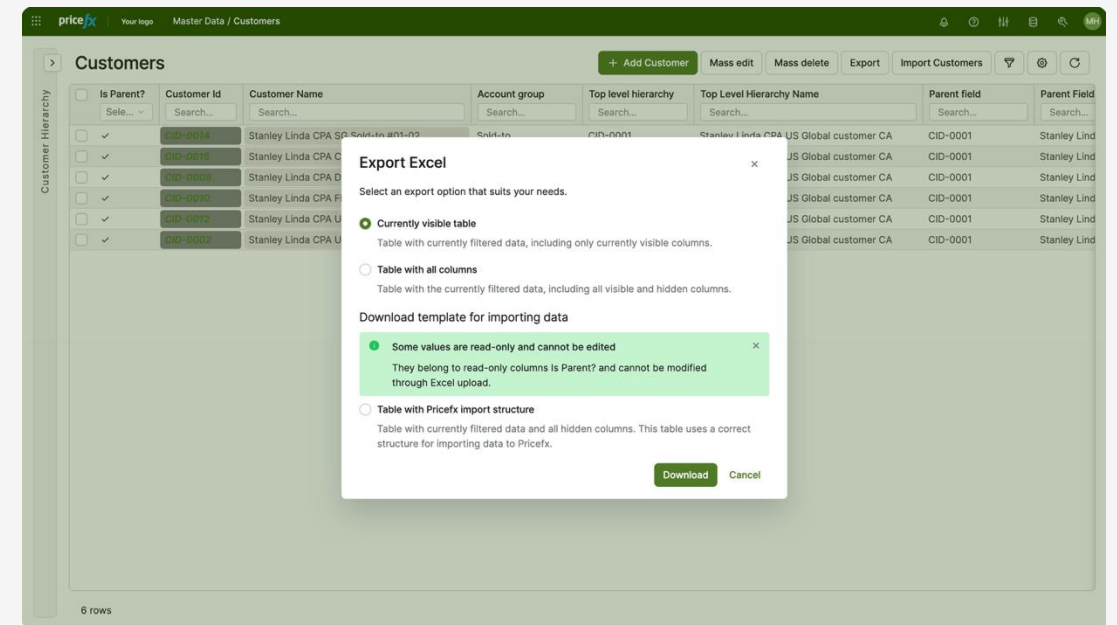 pricefx Your logo Master Data / Customers MH
Customers + Add Customer Mass edit Mass delete Export Import Customers
Customer Hierarchy
Is Parent? Customer Id Customer Name Account group Top level hierarchy Top Level Hierarchy Name Parent field Parent Field
Sele... Search... Search... Search... Search... Search... Search... Search...
CID-0014 Stanley Linda CPA SG Sold-to #01-02 Sold-to CID-0001 Stanley Linda CPA US Global customer CA CID-0001 Stanley Lind
CID-0016 Stanley Linda CPA C US Global customer CA CID-0001 Stanley Lind
Stanley Linda CPA D US Global customer CA CID-0001 Stanley Lind
CID-0010 Stanley Linda CPA F US Global customer CA CID-0001 Stanley Lind
CID-0012 Stanley Linda CPA U US Global customer CA CID-0001 Stanley Lind
CID-0002 Stanley Linda CPA U US Global customer CA CID-0001 Stanley Lind
Export Excel
Select an export option that suits your needs.
Currently visible table
Table with currently filtered data, including only currently visible columns.
Table with all columns
Table with the currently filtered data, including all visible and hidden columns.
Download template for importing data
Some values are read-only and cannot be edited
They belong to read-only columns Is Parent? and cannot be modified
through Excel upload.
Table with Pricefx import structure
Table with currently filtered data and all hidden columns. This table uses a correct
structure for importing data to Pricefx.
Download Cancel
6 rows